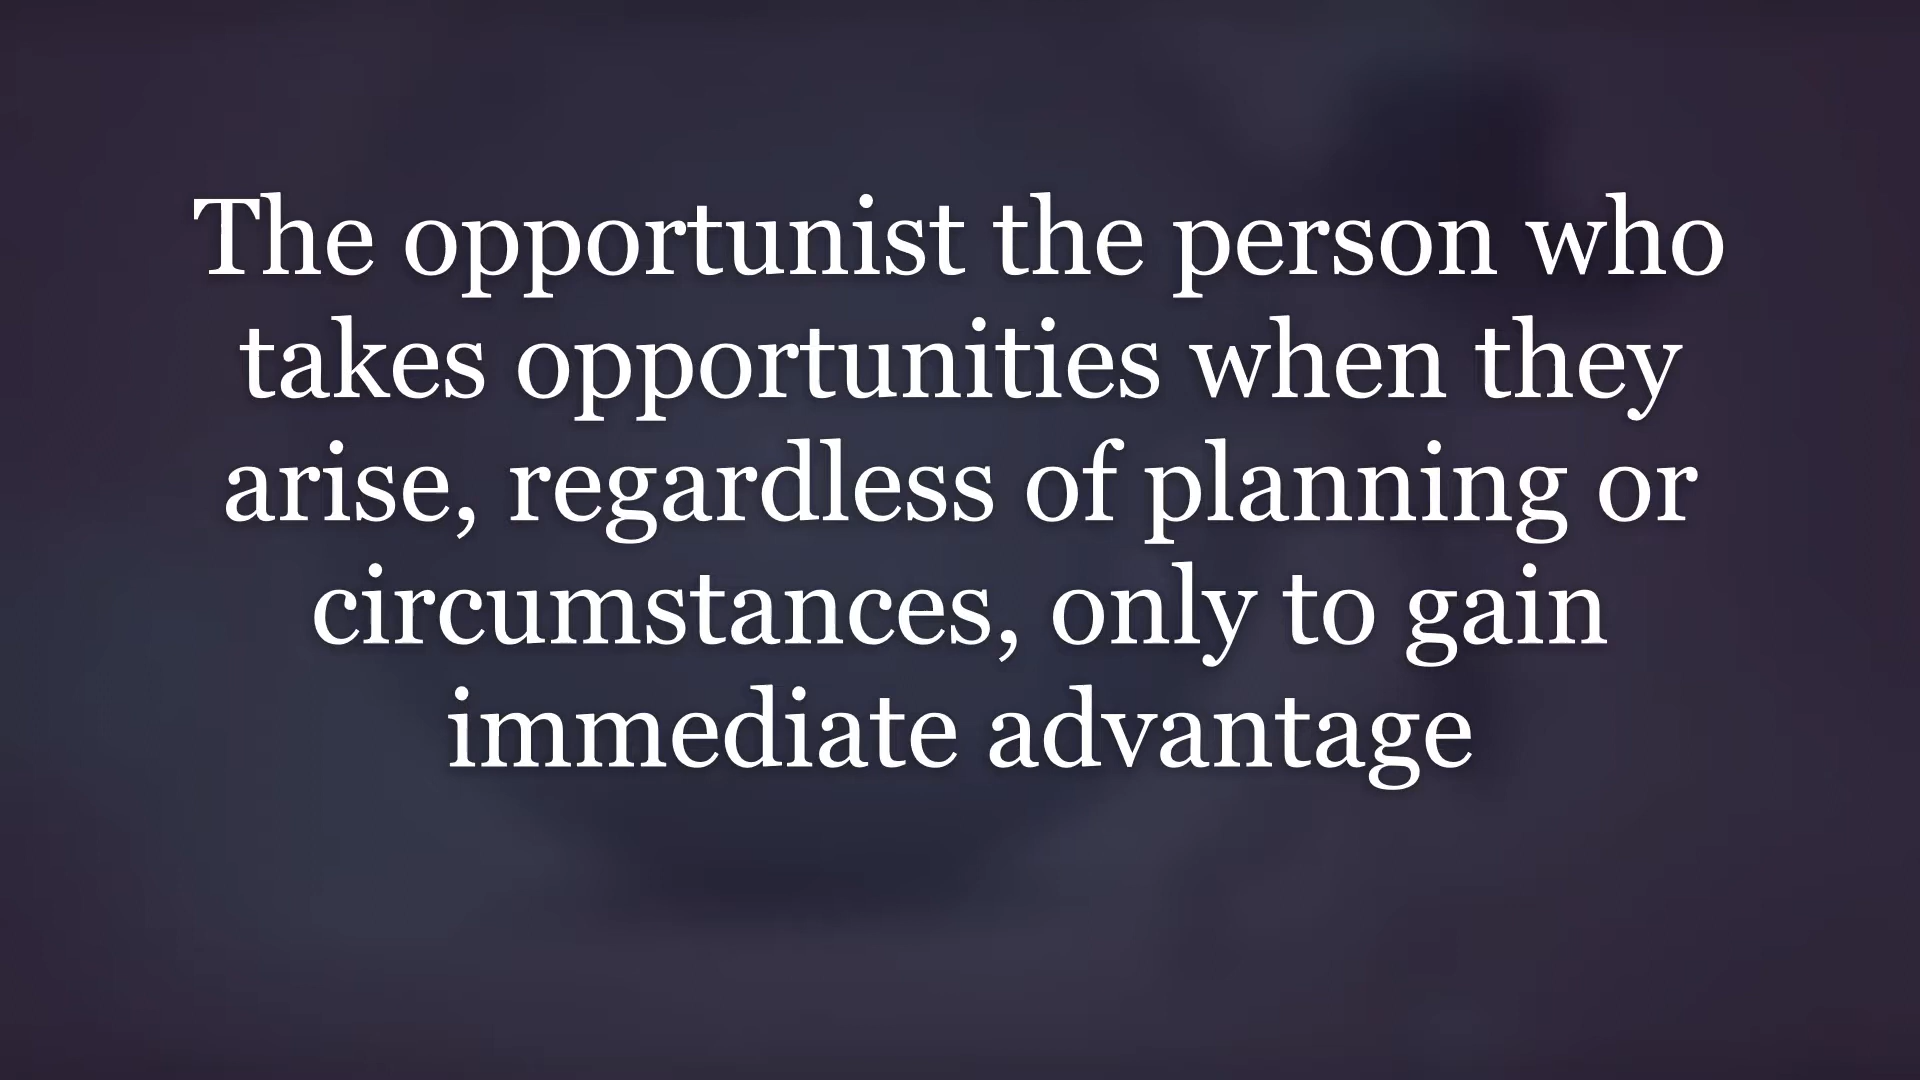 The opportunist the person who
takes opportunities when they
arise, regardless of planning or
circumstances, only to gain
immediate advantage